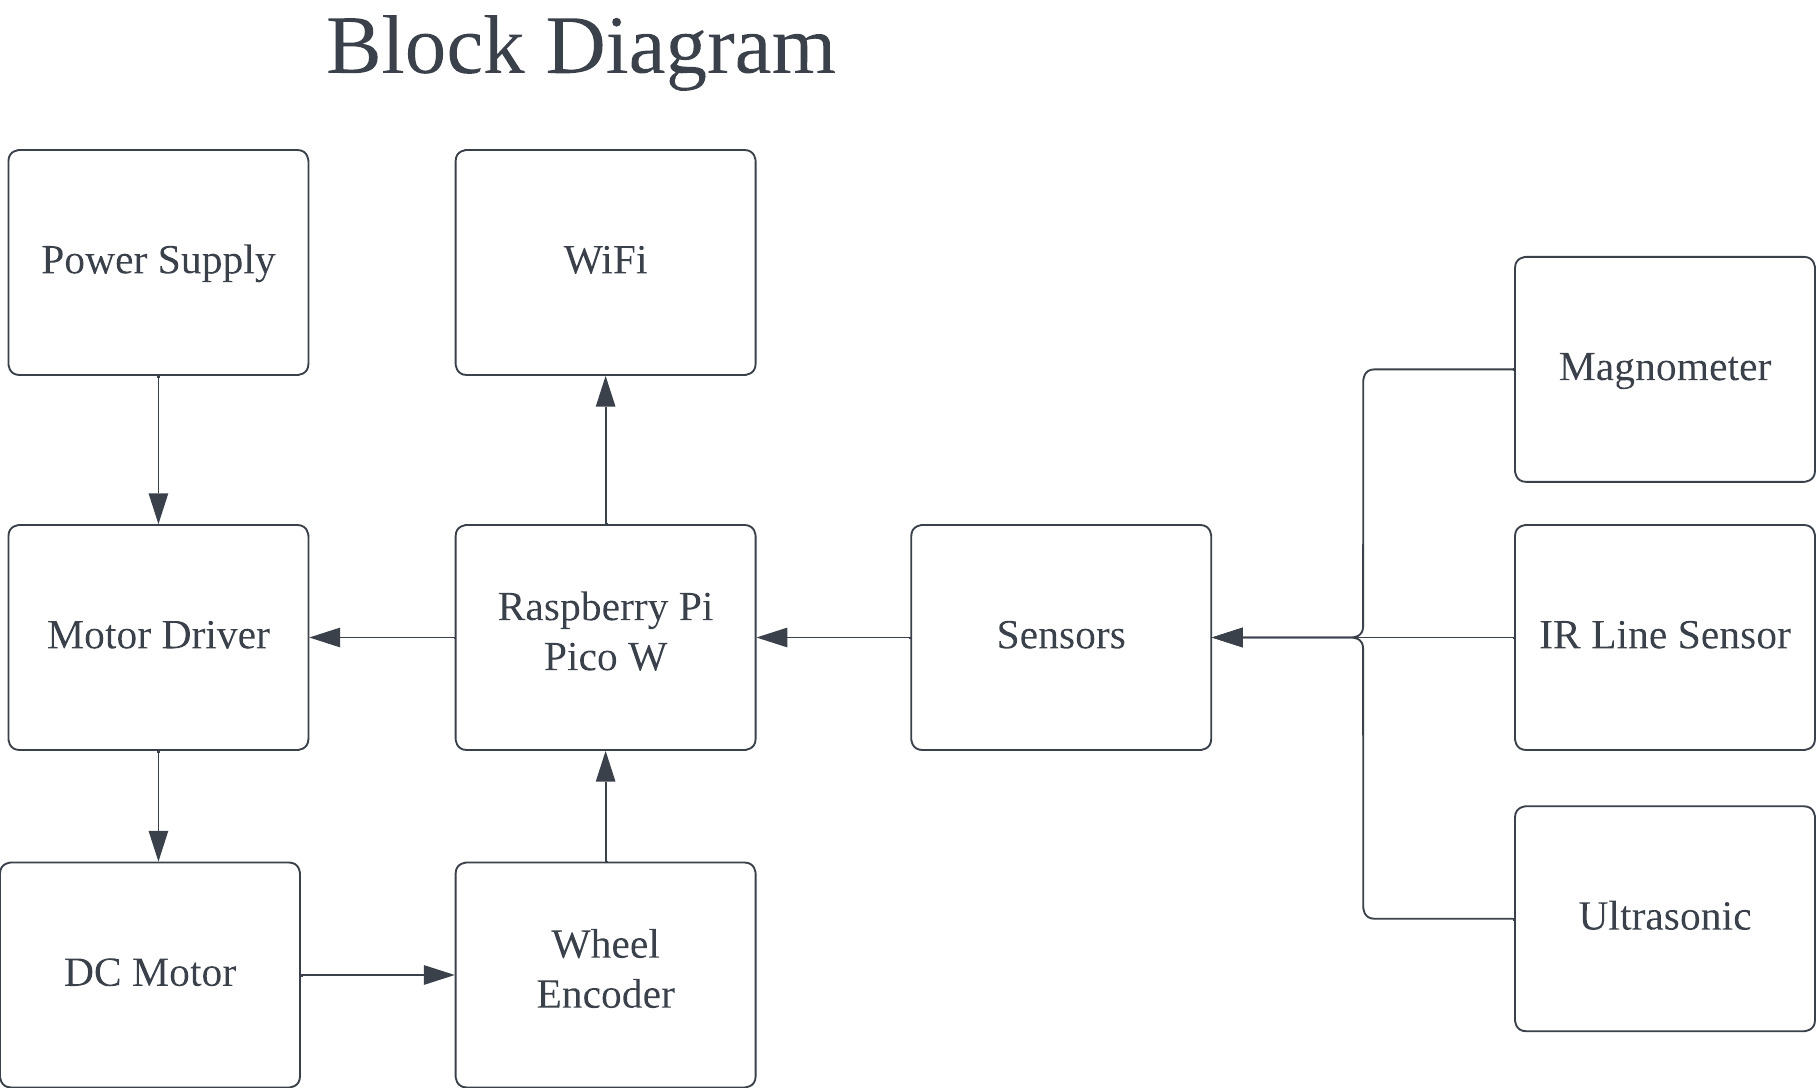 Block Diagram
Power Supply
WiFi
Magnometer
Motor Driver
Raspberry Pi
Pico W
Sensors
IR Line Sensor
DC Motor
Wheel
Encoder
Ultrasonic